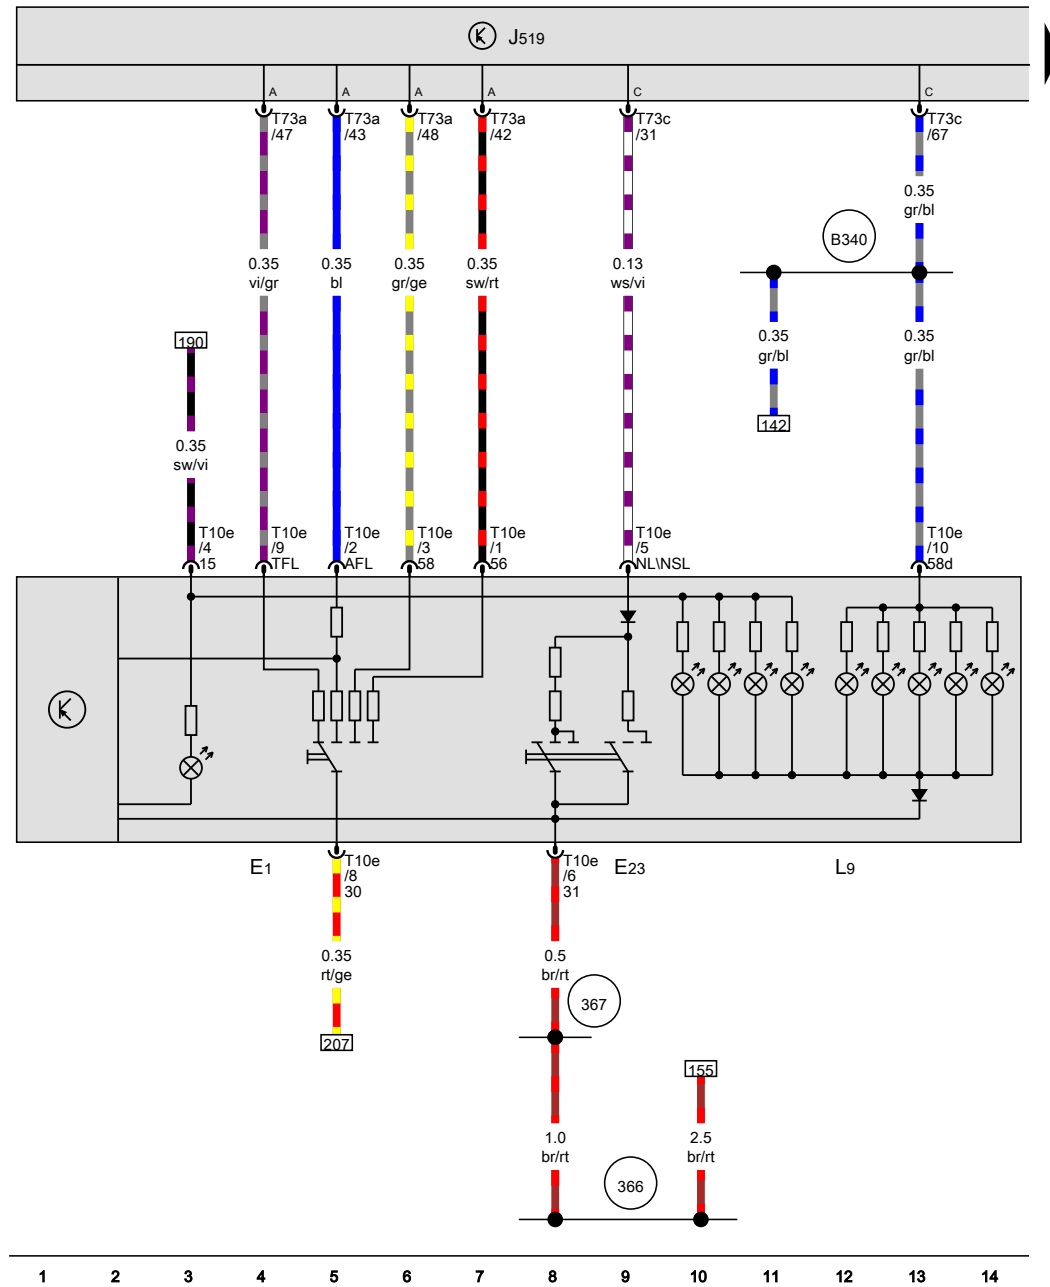 J519
A A A A C C
T73a T73a T73a T73a T73c T73c
/47 /43 /48 /42 /31 /67
0.35
gr/bl
B340
0.35 0.35 0.35 0.35 0.13
vi/gr bl gr/ge sw/rt ws/vi
190
0.35 0.35
gr/bl gr/bl
142
0.35
sw/vi
T10e T10e T10e T10e T10e T10e T10e
/4 /9 /2 /3 /1 /5 /10
15 TFL AFL 58 56 NL\NSL 58d
E1 E23 L9
T10e T10e
/8 /6
30 31
0.35 0.5
rt/ge br/rt
367
207
155
1.0 2.5
br/rt br/rt
366
1 2 3 4 5 6 7 8 9 10 11 12 13 14